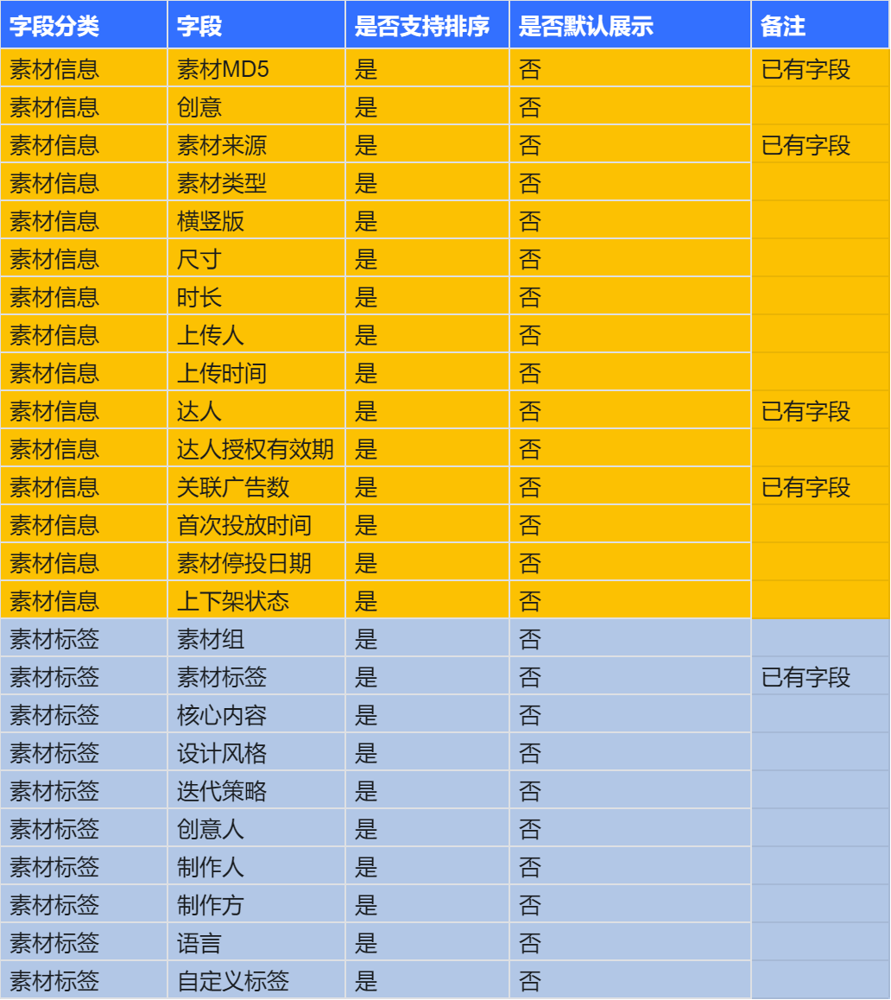 字段分类 字段 是否支持排序 是否默认展示 备注
素材信息 素材MD5 是 否 已有字段
素材信息 创意 是 否
素材信息 素材来源 是 否 已有字段
素材信息 素材类型 是 否
素材信息 横竖版 是 否
素材信息 尺寸 是 否
素材信息 时长 是 否
素材信息 上传人 是 否
素材信息 上传时间 是 否
素材信息 达人 是 否 已有字段
素材信息 达人授权有效期 是 否
素材信息 关联广告数 是 否 已有字段
素材信息 首次投放时间 是 否
素材信息 素材停投日期 是 否
素材信息 上下架状态 是 否
素材标签 素材组 是 否
素材标签 素材标签 是 否 已有字段
素材标签 核心内容 是 否
素材标签 设计风格 是 否
素材标签 迭代策略 是 否
素材标签 创意人 是 否
素材标签 制作人 是 否
素材标签 制作方 是 否
素材标签 语言 是 否
素材标签 自定义标签 是 否